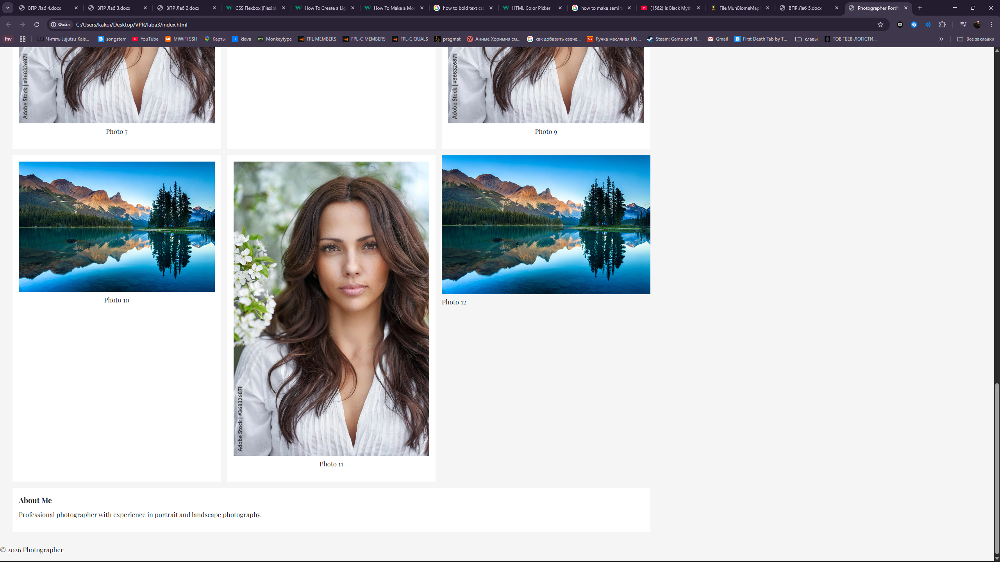 ВПР Лаб 4.docx
ВПР Лаб 3.docx
ВПР Лаб 2.docx
CSS Flexbox (Flexibl
How To Create a Lig
How To Make a Mod
how to bold text css
HTML Color Picker
how to make semi t
(1562) Is Black Myth
File:MunBiomeMap
ВПР Лаб 5.docx
Photographer Portfo
Файл
C:/Users/kakoi/Desktop/VPR/laba3/index.html
fnv
Читать Jujutsu Kais...
songsterr
YouTube
MiWiFi SSH
Карты
klava
mt Monkeytype
FPL MEMBERS
FPL-C MEMBERS
FPL-C QUALS
pragmat
Аниме Хоримия см...
как добавить свече...
Ручка масляная UN...
Steam: Game and Pl...
Gmail
First Death Tab by T...
клавы
ТОВ "БЕВ-ЛОГІСТИ...
Все закладки
Adobe Stock | #368326871
Adobe Stock | #368326871
Photo 7
Photo 9
Photo 10
Photo 12
Adobe Stock | #368326871
Photo 11
About Me
Professional photographer with experience in portrait and landscape photography.
© 2026 Photographer